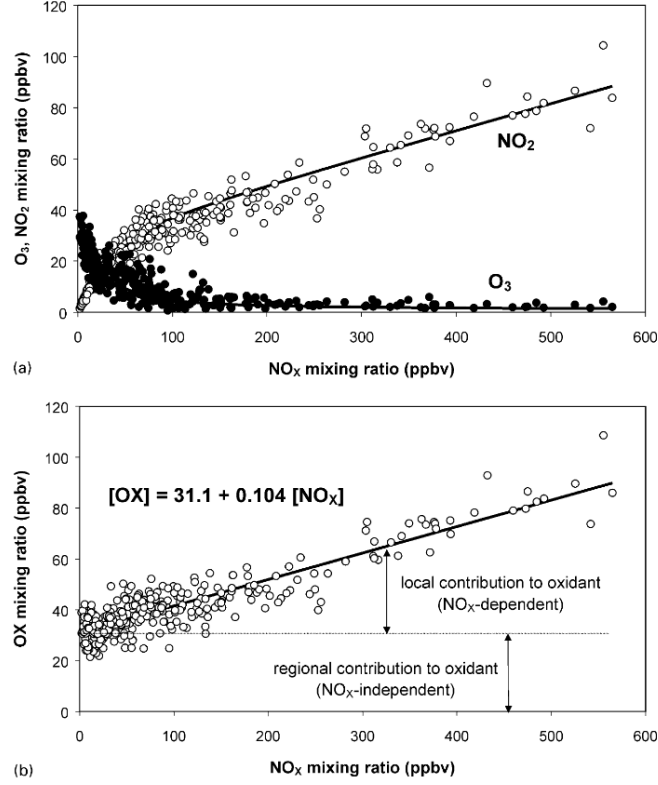 120
100
80
60
40
20
0
O₃, NO₂ mixing ratio (ppbv)
NO₂
O₃
0 100 200 300 400 500 600
(a)
NOₓ mixing ratio (ppbv)
120
100
80
60
40
20
0
OX mixing ratio (ppbv)
[OX] = 31.1 + 0.104 [NOₓ]
local contribution to oxidant
(NOₓ-dependent)
regional contribution to oxidant
(NOₓ-independent)
0 100 200 300 400 500 600
(b)
NOₓ mixing ratio (ppbv)